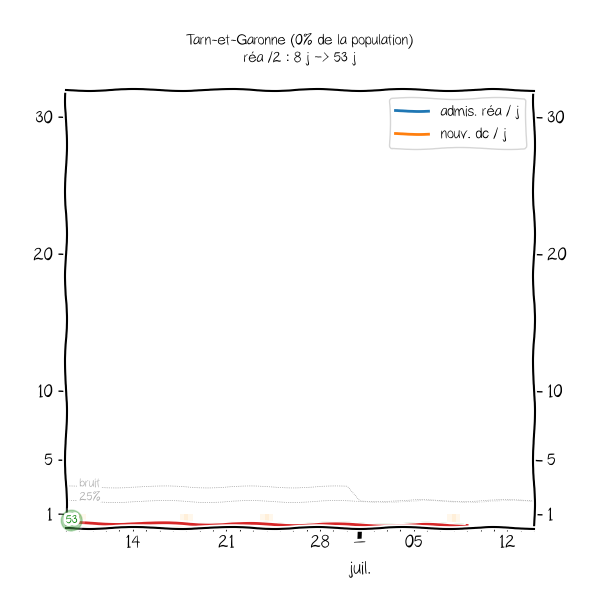 Tarn-et-Garonne (0% de la population)
réa /2 : 8 j -> 53 j
admis. réa / j
nouv. dc / j
30
30
20
20
10
10
5
5
bruit
25%
1
1
53
14
21
28
05
12
juil.